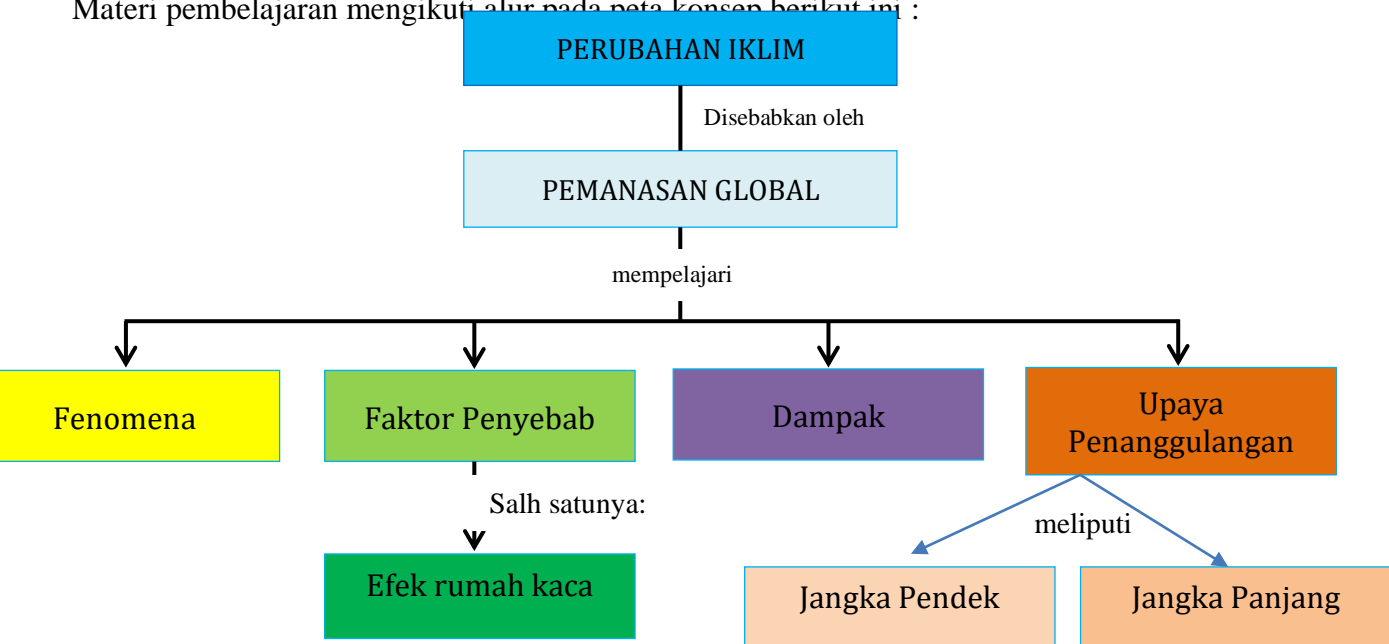 Materi pembelajaran mengikuti alur pada peta konsep berikut ini :
PERUBAHAN IKLIM
Disebabkan oleh
PEMANASAN GLOBAL
mempelajari
Fenomena
Faktor Penyebab
Dampak
Upaya
Penanggulangan
Salh satunya:
meliputi
Efek rumah kaca
Jangka Pendek
Jangka Panjang